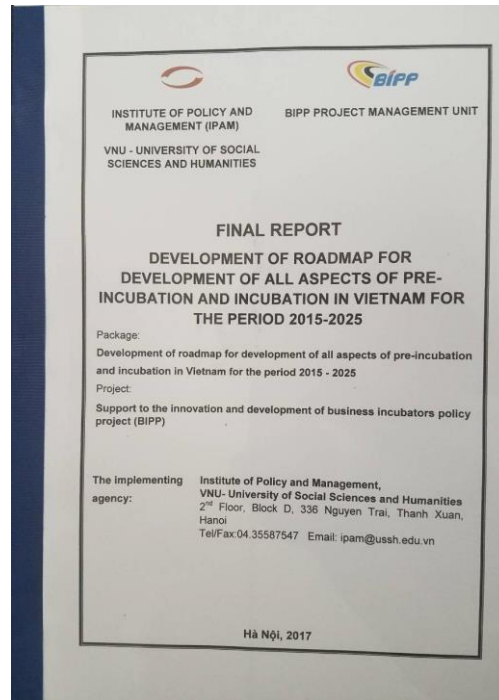 BIPP
INSTITUTE OF POLICY AND
MANAGEMENT (IPAM)
VNU - UNIVERSITY OF SOCIAL
SCIENCES AND HUMANITIES
BIPP PROJECT MANAGEMENT UNIT
FINAL REPORT
DEVELOPMENT OF ROADMAP FOR
DEVELOPMENT OF ALL ASPECTS OF PRE-
INCUBATION AND INCUBATION IN VIETNAM FOR
THE PERIOD 2015-2025
Package:
Development of roadmap for development of all aspects of pre-incubation
and incubation in Vietnam for the period 2015 - 2025
Project:
Support to the innovation and development of business incubators policy
project (BIPP)
The implementing
agency:
Institute of Policy and Management,
VNU- University of Social Sciences and Humanities
2nd Floor, Block D, 336 Nguyen Trai, Thanh Xuan,
Hanoi
Tel/Fax:04.35587547 Email: ipam@ussh.edu.vn
Hà Nội, 2017